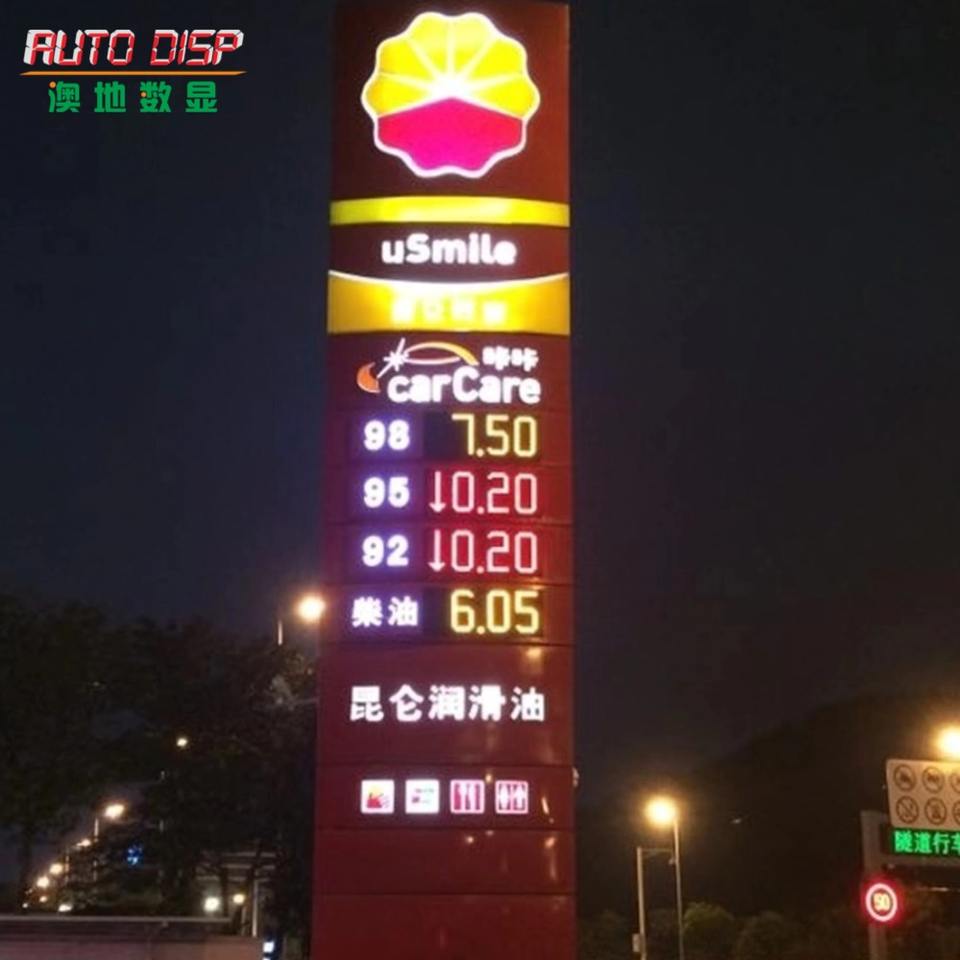 AUTO DISP
澳地数显
uSmile
咔咔
carCare
98 7.50
95 ↓0.20
92 ↓0.20
柴油 6.05
昆仑润滑油
隧道行车
50